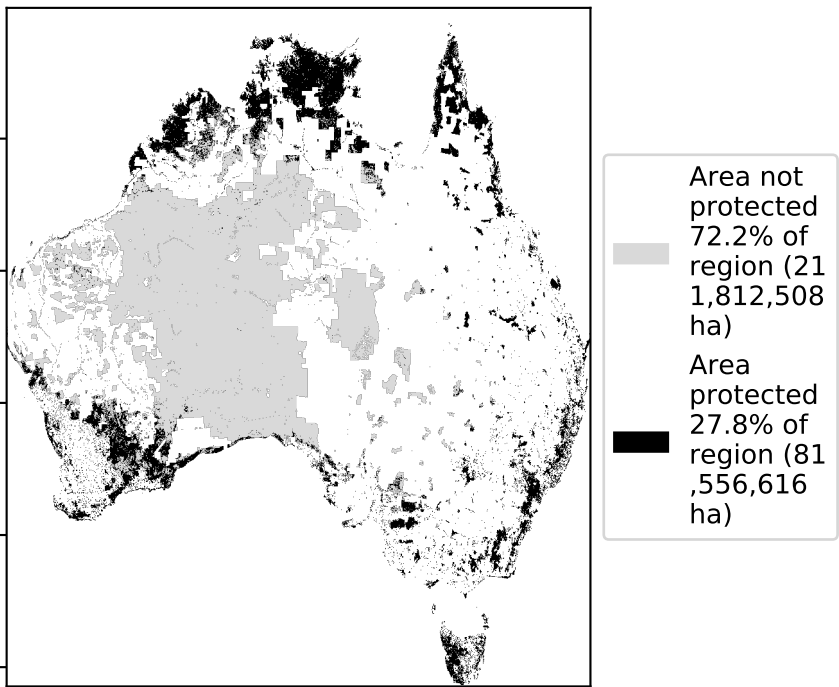 Area not
protected
72.2% of
region (21
1,812,508
ha)
Area
protected
27.8% of
region (81
,556,616
ha)